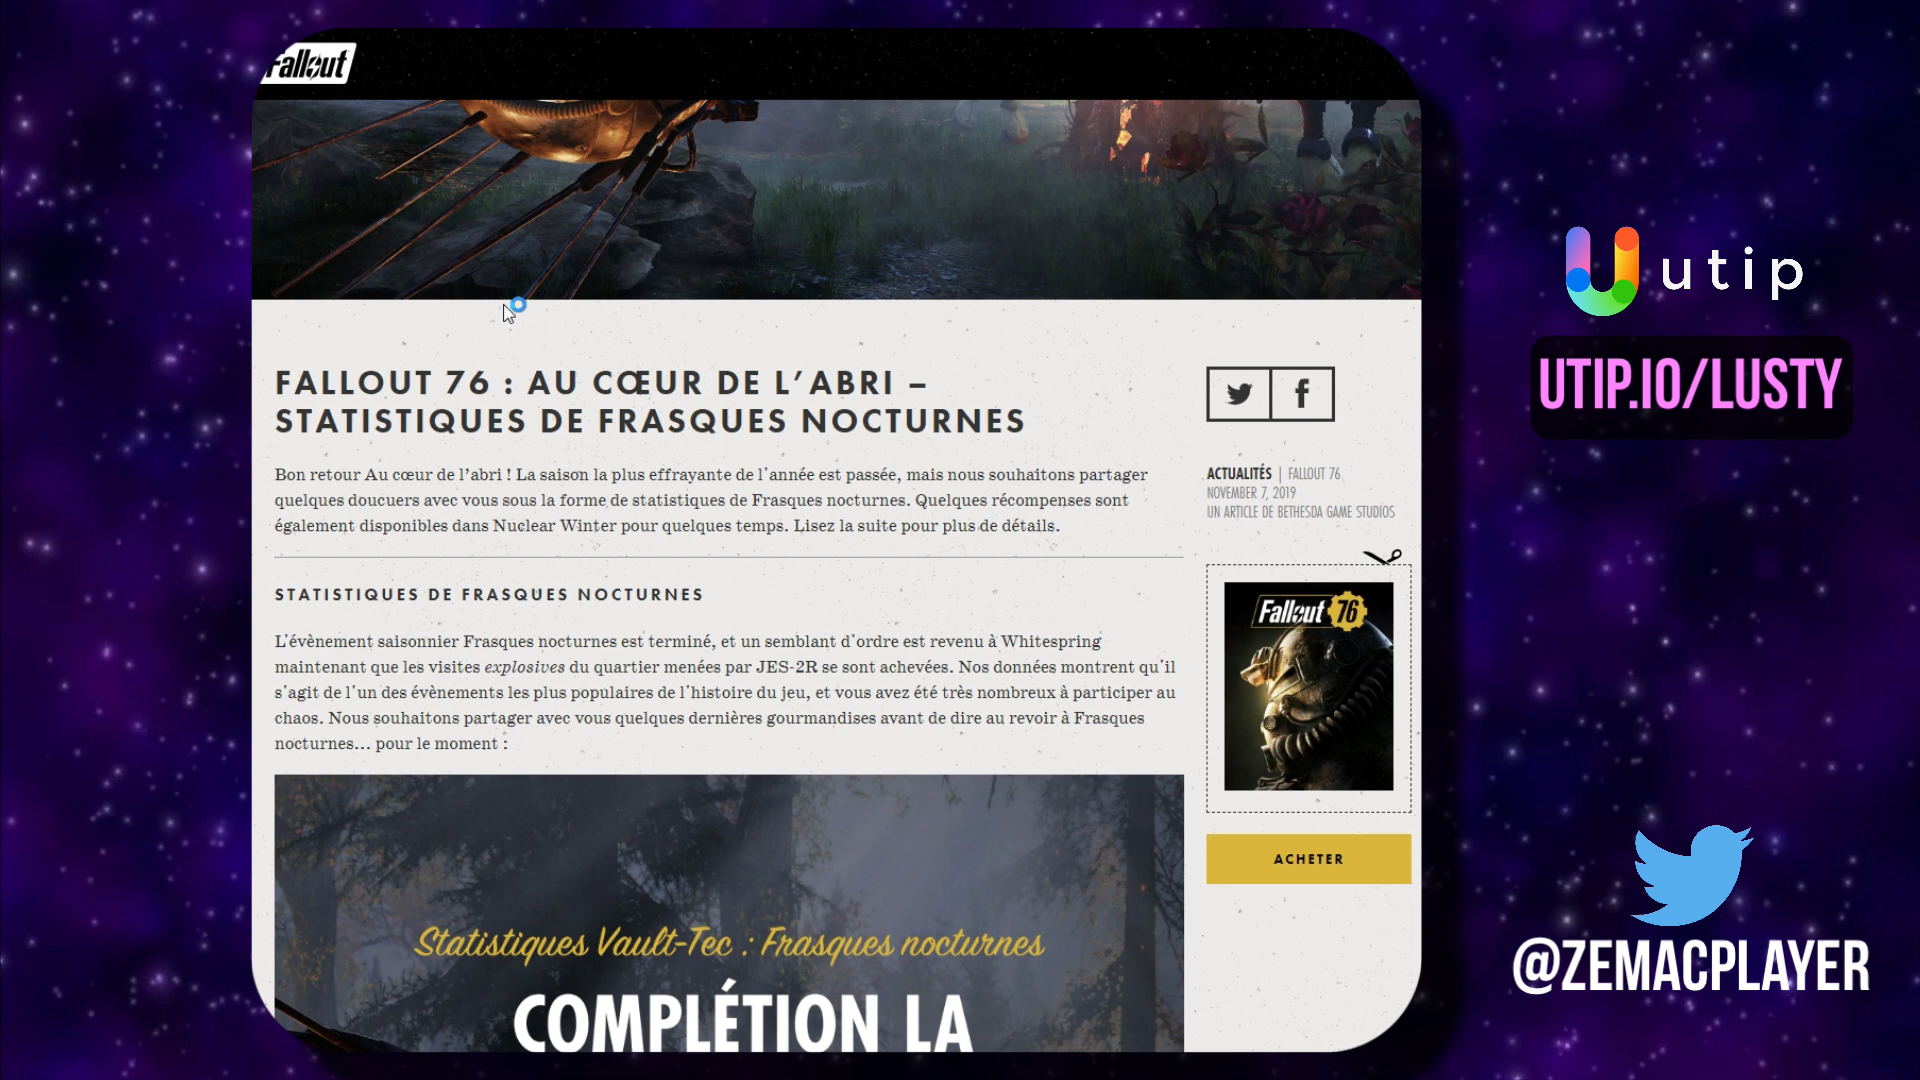 Fallout
FALLOUT 76 : AU CŒUR DE L’ABRI –
STATISTIQUES DE FRASQUES NOCTURNES
Bon retour Au cœur de l’abri ! La saison la plus effrayante de l’année est passée, mais nous souhaitons partager
quelques doucuers avec vous sous la forme de statistiques de Frasques nocturnes. Quelques récompenses sont
également disponibles dans Nuclear Winter pour quelques temps. Lisez la suite pour plus de détails.
STATISTIQUES DE FRASQUES NOCTURNES
L’évènement saisonnier Frasques nocturnes est terminé, et un semblant d’ordre est revenu à Whitespring
maintenant que les visites explosives du quartier menées par JES-2R se sont achevées. Nos données montrent qu’il
s’agit de l’un des évènements les plus populaires de l’histoire du jeu, et vous avez été très nombreux à participer au
chaos. Nous souhaitons partager avec vous quelques dernières gourmandises avant de dire au revoir à Frasques
nocturnes… pour le moment :
Statistiques Vault-Tec : Frasques nocturnes
COMPLÉTION LA
ACTUALITÉS | FALLOUT 76
NOVEMBER 7, 2019
UN ARTICLE DE BETHESDA GAME STUDIOS
Fallout 76
ACHETER
utip
UTIP.IO/LUSTY
@ZEMACPLAYER